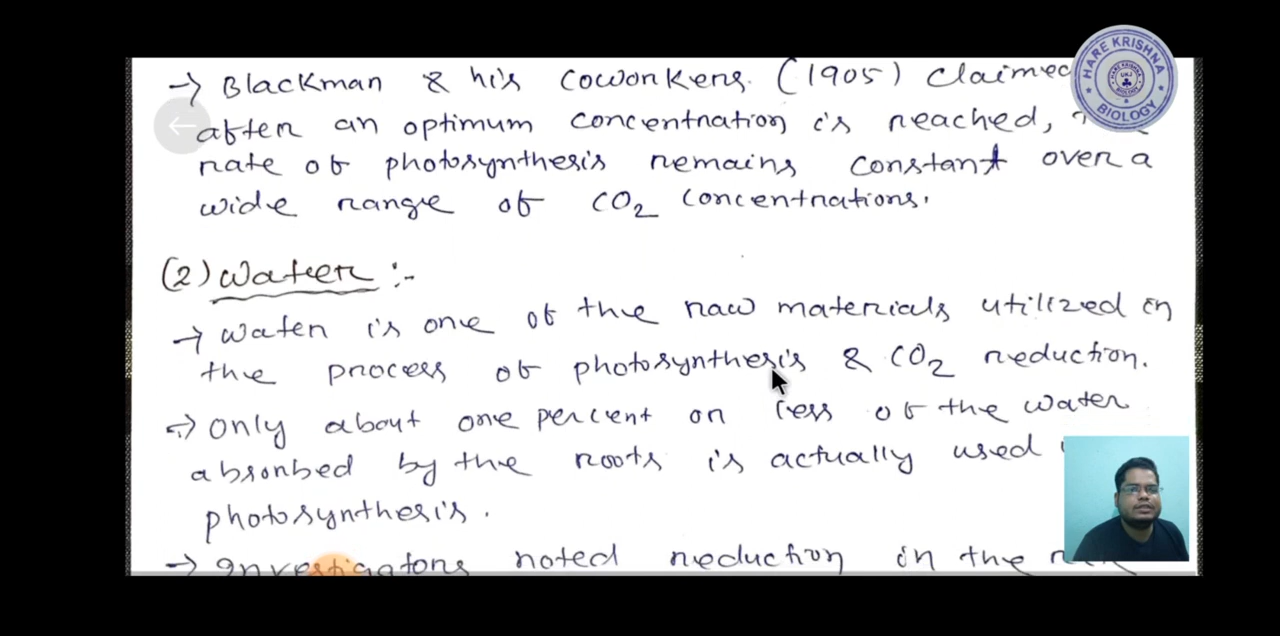 → Blackman & his coworkers. (1905) claimed
after an optimum concentration is reached,
rate of photosynthesis remains constant over a
wide range of CO2 concentrations.
(2) Water :-
→ Water is one of the raw materials utilized in
the process of photosynthesis & CO2 reduction.
→ Only about one percent or less of the water
absorbed by the roots is actually used
photosynthesis.
→ Investigators noted reduction in the
HARE KRISHNA
UKJ
BIOLOGY